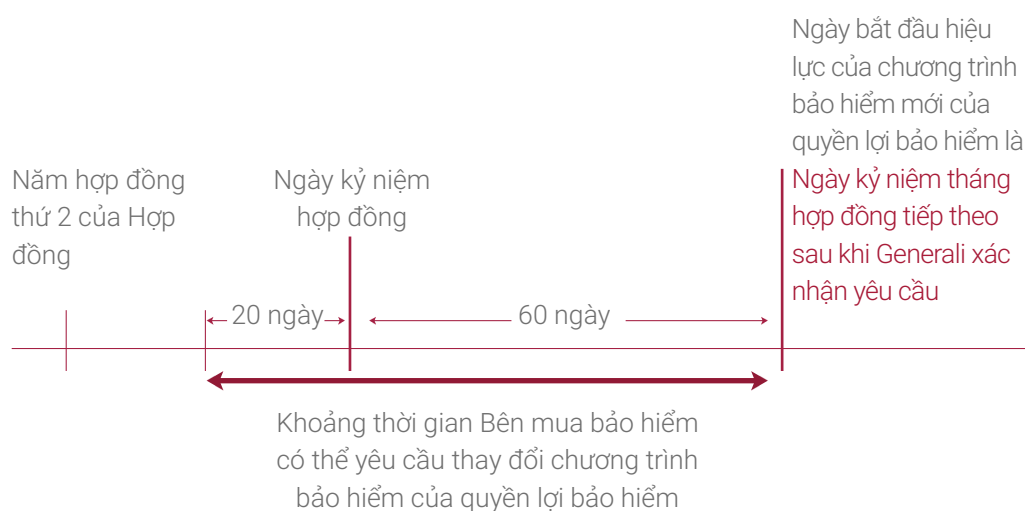 Ngày bắt đầu hiệu
lực của chương trình
bảo hiểm mới của
quyền lợi bảo hiểm là
Ngày kỷ niệm tháng
hợp đồng tiếp theo
sau khi Generali xác
nhận yêu cầu
Năm hợp đồng
thứ 2 của Hợp
đồng
Ngày kỷ niệm
hợp đồng
20 ngày
60 ngày
Khoảng thời gian Bên mua bảo hiểm
có thể yêu cầu thay đổi chương trình
bảo hiểm của quyền lợi bảo hiểm